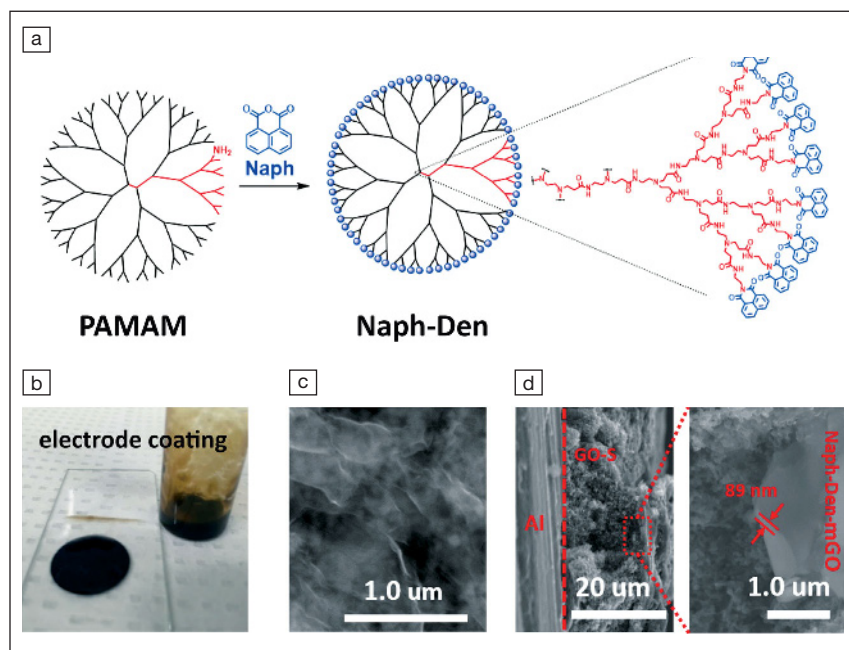 a
NH₂
O O O
Naph
PAMAM
Naph-Den
b
electrode coating
c
1.0 um
d
Al
GO-S
20 um
89 nm
Naph-Den-mGO
1.0 um